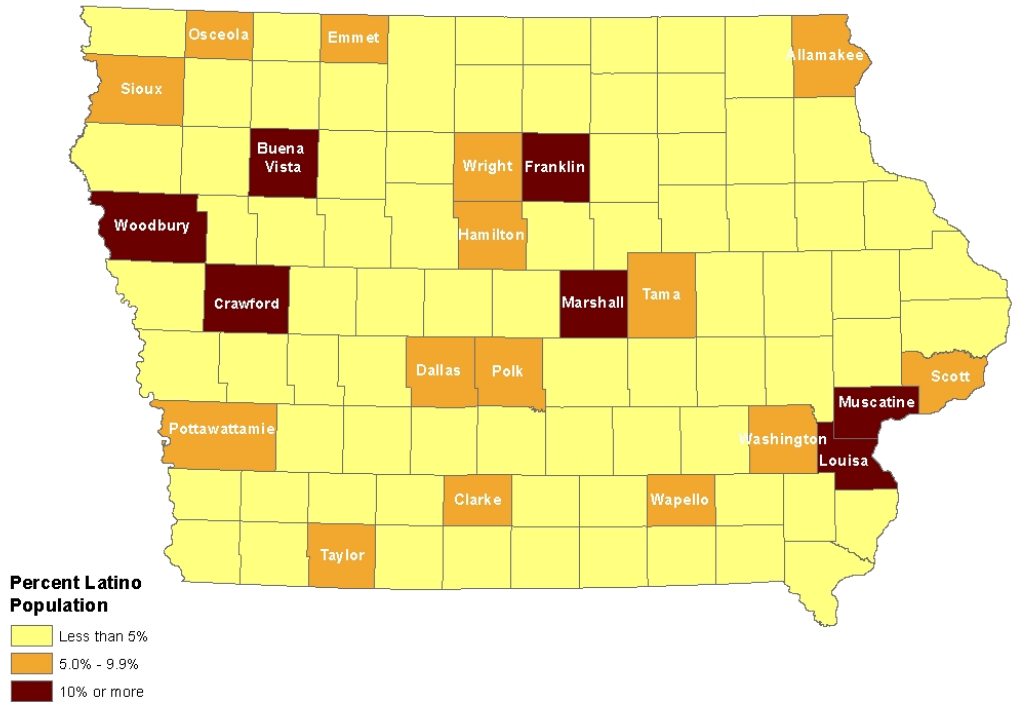 Osceola
Emmet
Allamakee
Sioux
Buena
Vista
Wright
Franklin
Woodbury
Hamilton
Crawford
Marshall
Tama
Dallas
Polk
Scott
Muscatine
Pottawattamie
Washington
Louisa
Clarke
Wapello
Taylor
Percent Latino
Population
Less than 5%
5.0% - 9.9%
10% or more